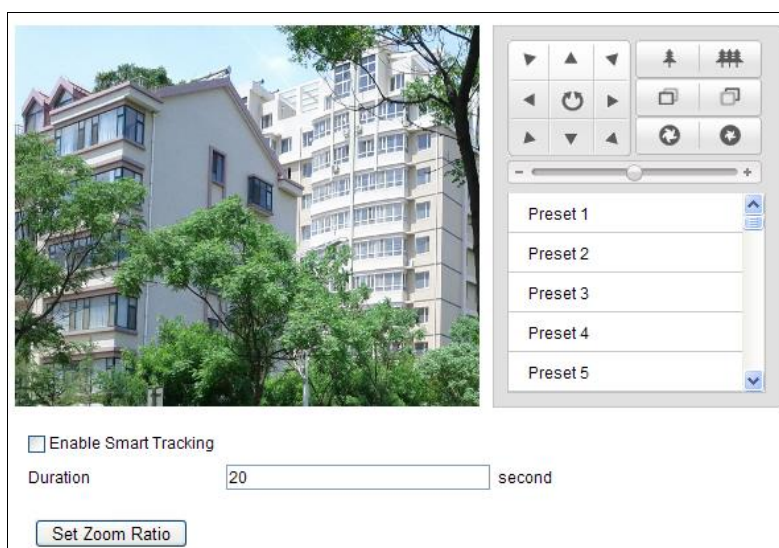 Preset 1
Preset 2
Preset 3
Preset 4
Preset 5
Enable Smart Tracking
Duration 20 second
Set Zoom Ratio